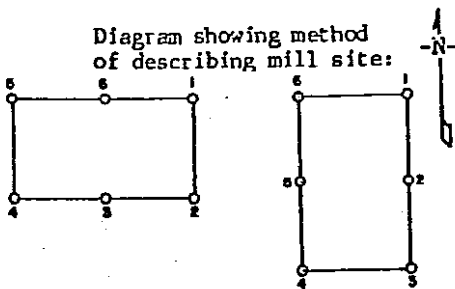 Diagram showing method
of describing mill site:
-N-
5 6 1
4 3 2
6 1
5 2
4 3